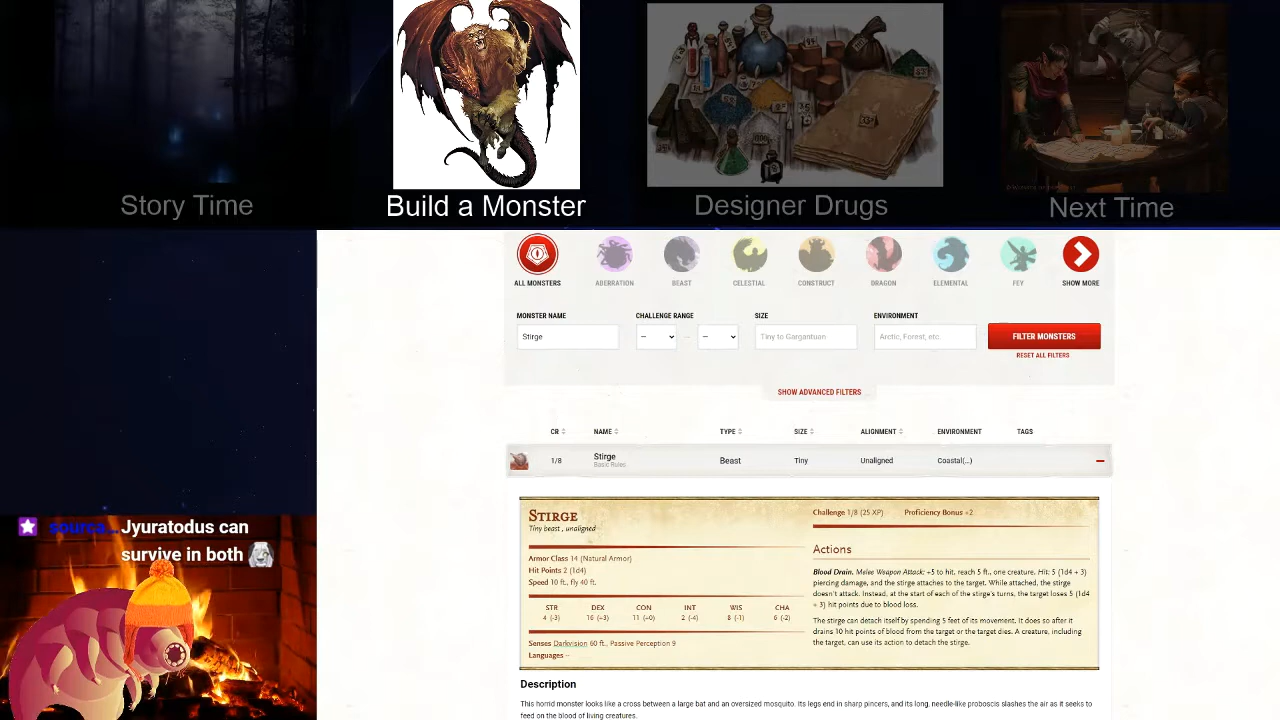 Story Time
Build a Monster
Designer Drugs
Next Time
ALL MONSTERS
ABERRATION
BEAST
CELESTIAL
CONSTRUCT
DRAGON
ELEMENTAL
FEY
SHOW MORE
MONSTER NAME
CHALLENGE RANGE
SIZE
ENVIRONMENT
Stirge
Tiny to Gargantuan
Arctic, Forest, etc.
FILTER MONSTERS
RESET ALL FILTERS
SHOW ADVANCED FILTERS
CR NAME TYPE SIZE ALIGNMENT ENVIRONMENT TAGS
1/8 Stirge Beast Tiny Unaligned Coastal(...)
Basic Rules
STIRGE
Tiny beast , unaligned
Armor Class 14 (Natural Armor)
Hit Points 2 (1d4)
Speed 10 ft., fly 40 ft.
STR DEX CON INT WIS CHA
4 (-3) 16 (+3) 11 (+0) 2 (-4) 8 (-1) 6 (-2)
Senses Darkvision 60 ft., Passive Perception 9
Languages --
Challenge 1/8 (25 XP) Proficiency Bonus +2
Actions
Blood Drain. Melee Weapon Attack: +5 to hit, reach 5 ft., one creature. Hit: 5 (1d4 + 3)
piercing damage, and the stirge attaches to the target. While attached, the stirge
doesn't attack. Instead, at the start of each of the stirge's turns, the target loses 5 (1d4
+ 3) hit points due to blood loss.
The stirge can detach itself by spending 5 feet of its movement. It does so after it
drains 10 hit points of blood from the target or the target dies. A creature, including
the target, can use its action to detach the stirge.
Description
This horrid monster looks like a cross between a large bat and an oversized mosquito. Its legs end in sharp pincers, and its long, needle-like proboscis slashes the air as it seeks to
feed on the blood of living creatures.
sourca... Jyuratodus can
survive in both